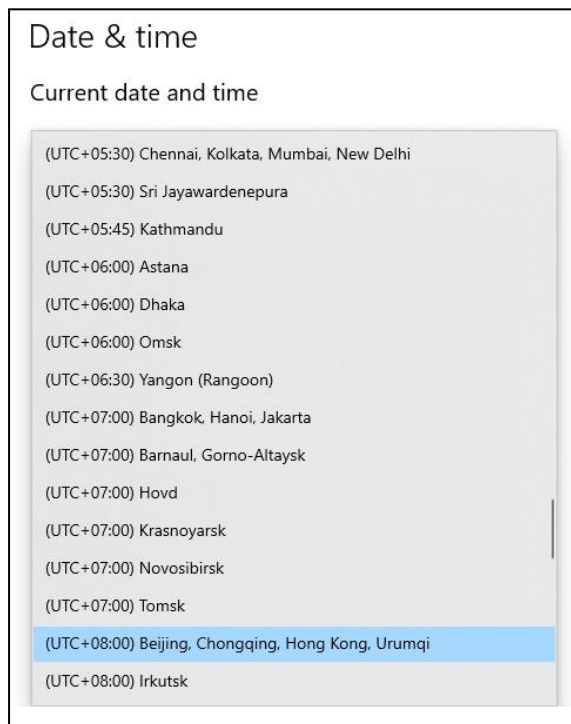 Date & time
Current date and time
(UTC+05:30) Chennai, Kolkata, Mumbai, New Delhi
(UTC+05:30) Sri Jayawardenepura
(UTC+05:45) Kathmandu
(UTC+06:00) Astana
(UTC+06:00) Dhaka
(UTC+06:00) Omsk
(UTC+06:30) Yangon (Rangoon)
(UTC+07:00) Bangkok, Hanoi, Jakarta
(UTC+07:00) Barnaul, Gorno-Altaysk
(UTC+07:00) Hovd
(UTC+07:00) Krasnoyarsk
(UTC+07:00) Novosibirsk
(UTC+07:00) Tomsk
(UTC+08:00) Beijing, Chongqing, Hong Kong, Urumqi
(UTC+08:00) Irkutsk